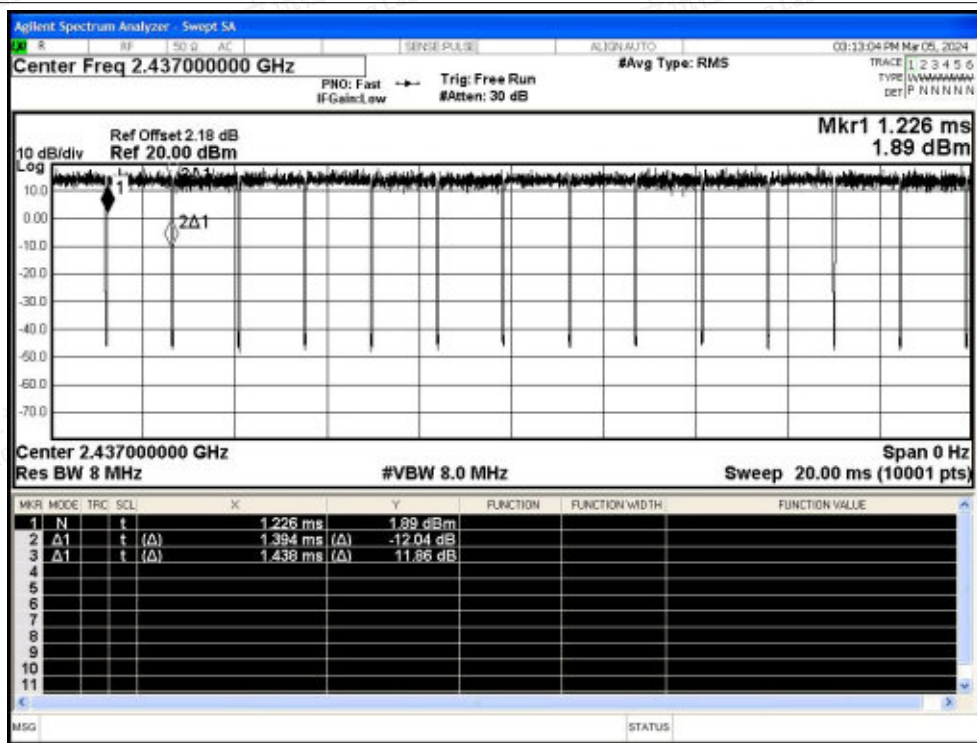 Agilent Spectrum Analyzer - Swept SA
R RF 50 Ω AC SENSE:PULSE ALIGN AUTO 03:13:04 PM Mar 05, 2024
Center Freq 2.437000000 GHz #Avg Type: RMS TRACE 1 2 3 4 5 6
PNO: Fast Trig: Free Run TYPE
IFGain:Low #Atten: 30 dB DET P N N N N N
Ref Offset 2.18 dB Mkr1 1.226 ms
10 dB/div Ref 20.00 dBm 1.89 dBm
Log
10.0
1
0.00
2Δ1
-10.0
-20.0
-30.0
-40.0
-50.0
-60.0
-70.0
Center 2.437000000 GHz Span 0 Hz
Res BW 8 MHz #VBW 8.0 MHz Sweep 20.00 ms (10001 pts)
MKR MODE TRC SCL X Y FUNCTION FUNCTION WIDTH FUNCTION VALUE
1 N t 1.226 ms 1.89 dBm
2 Δ1 t (Δ) 1.394 ms (Δ) -12.04 dB
3 Δ1 t (Δ) 1.438 ms (Δ) 11.86 dB
4
5
6
7
8
9
10
11
MSG STATUS